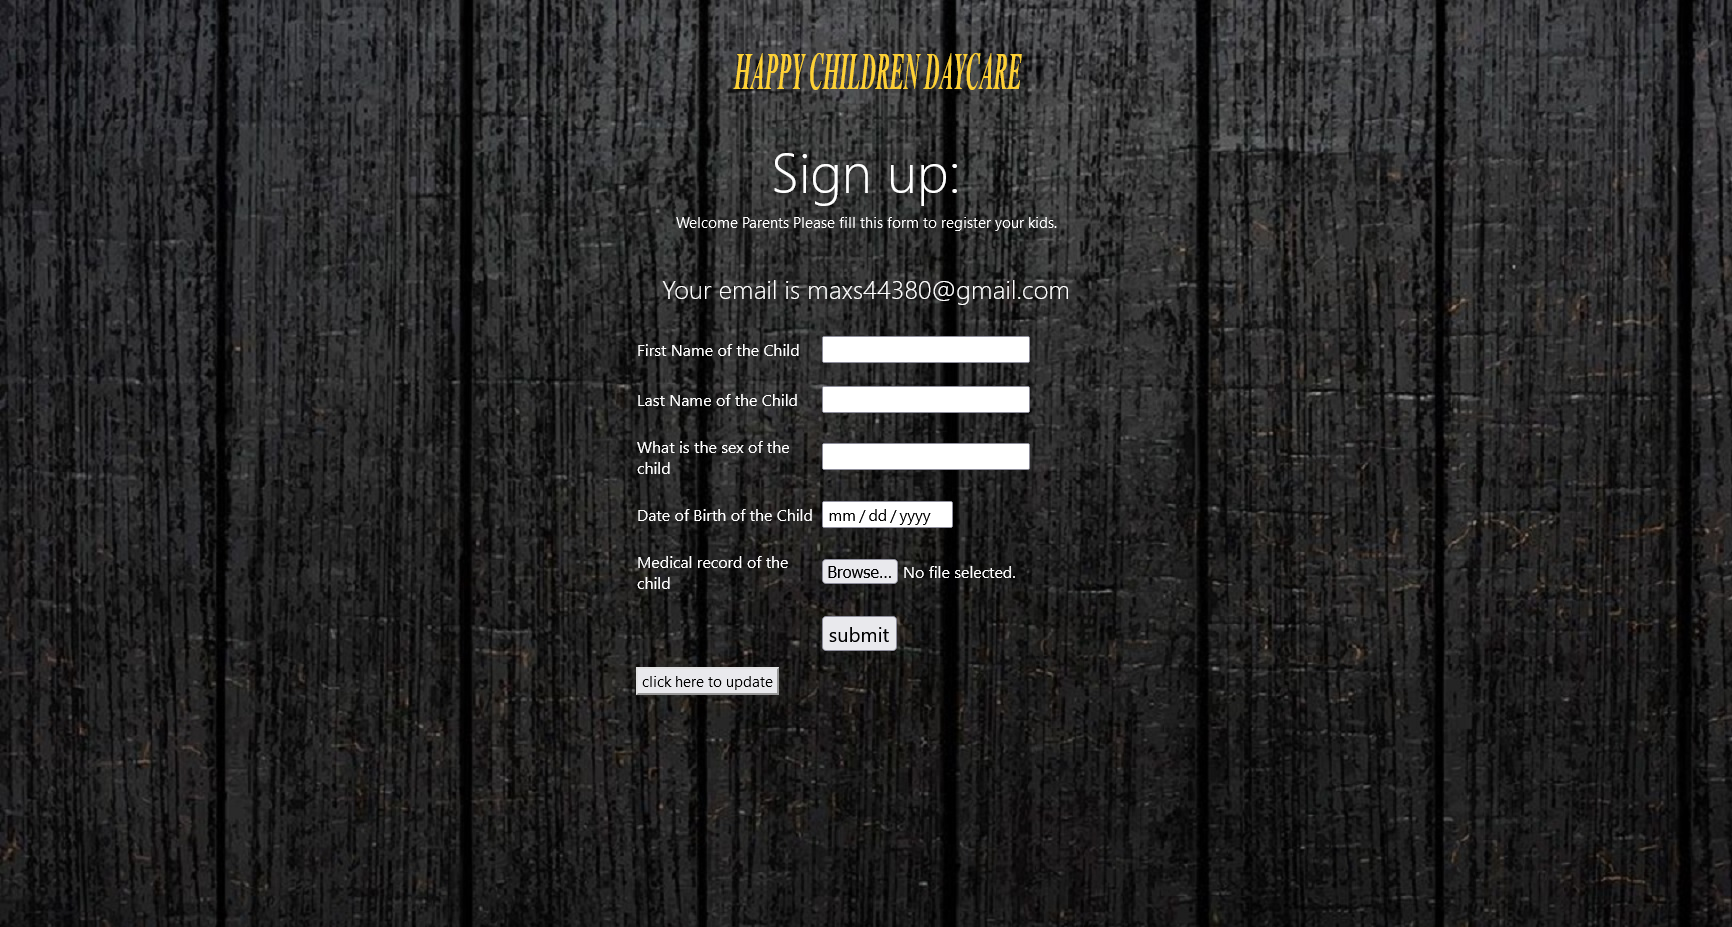 HAPPY CHILDREN DAYCARE
Sign up:
Welcome Parents Please fill this form to register your kids.
Your email is maxs44380@gmail.com
First Name of the Child
Last Name of the Child
What is the sex of the
child
Date of Birth of the Child mm / dd / yyyy
Medical record of the
child
Browse... No file selected.
submit
click here to update